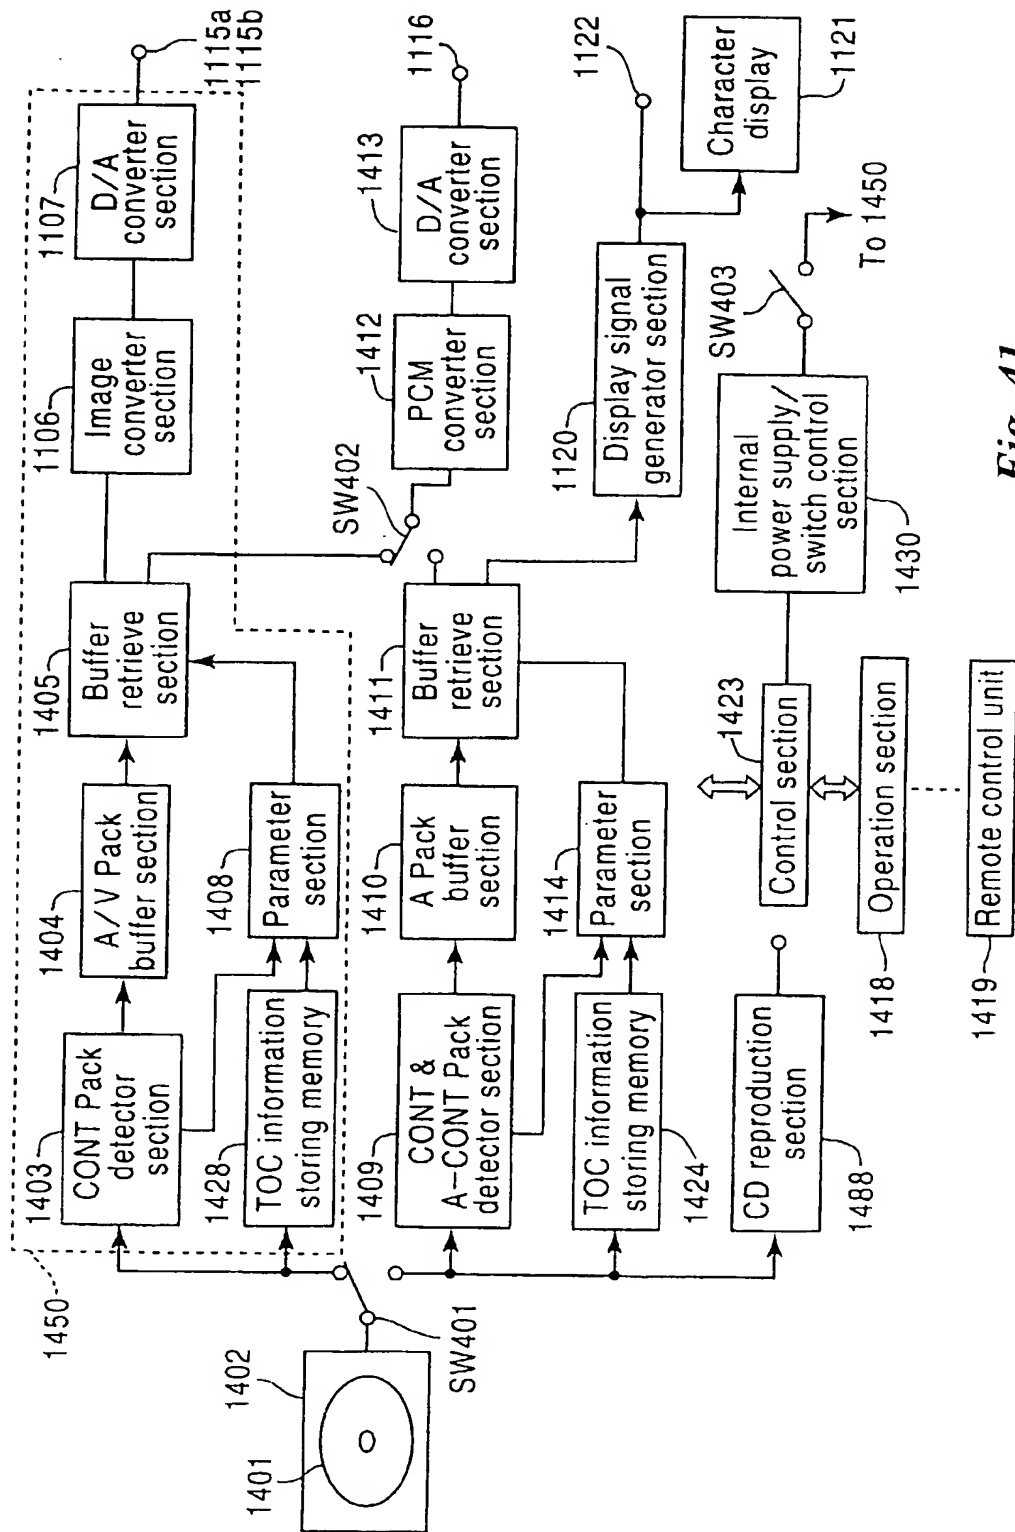 1401
1402
SW401
1450
1403
CONT Pack
detector
section
1404
A/V Pack
buffer section
1405
Buffer
retrieve
section
1106
Image
converter
section
1107
D/A
converter
section
1115a
1115b
1428
TOC information
storing memory
1408
Parameter
section
1409
CONT &
A-CONT Pack
detector section
1410
A Pack
buffer
section
1411
Buffer
retrieve
section
SW402
1412
PCM
converter
section
1413
D/A
converter
section
1116
1424
TOC information
storing memory
1414
Parameter
section
1120
Display signal
generator section
1122
Character
display
1121
1488
CD reproduction
section
1423
Control section
1418
Operation section
1419
Remote control unit
1430
Internal
power supply/
switch control
section
SW403
To 1450
Fig. 41